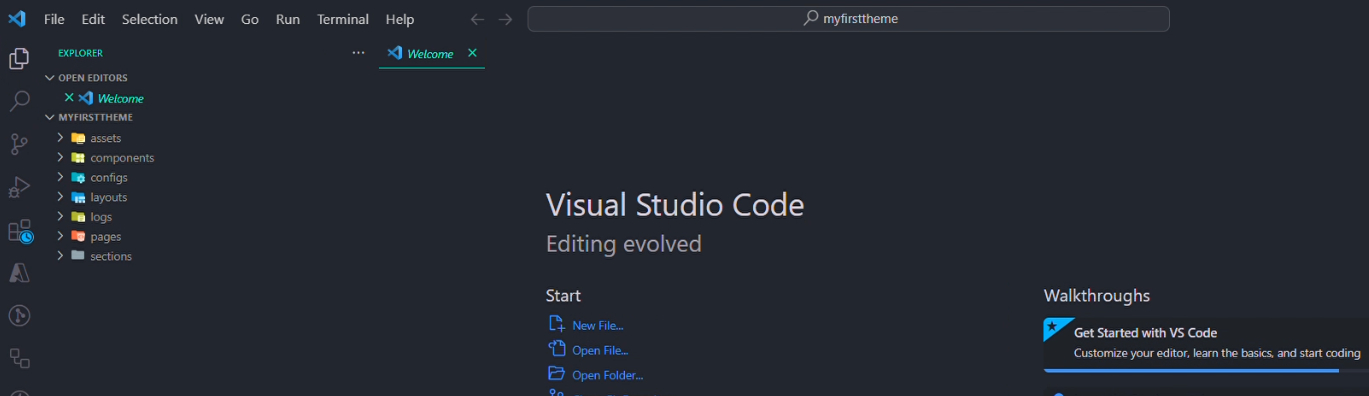 File Edit Selection View Go Run Terminal Help
myfirsttheme
EXPLORER
Welcome
OPEN EDITORS
Welcome
MYFIRSTTHEME
assets
components
configs
layouts
logs
pages
sections
Visual Studio Code
Editing evolved
Start
New File...
Open File...
Open Folder...
Walkthroughs
Get Started with VS Code
Customize your editor, learn the basics, and start coding